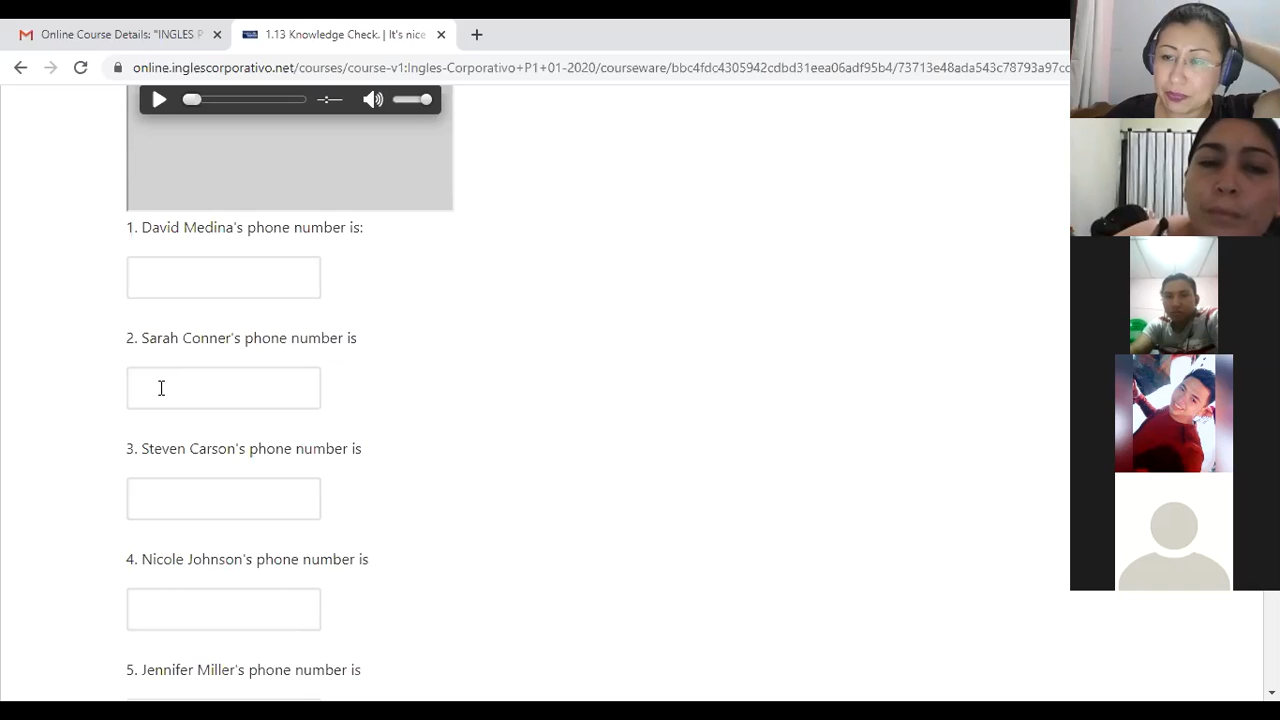 Online Course Details: "INGLES P
1.13 Knowledge Check. | It's nice
online.inglescorporativo.net/courses/course-v1:Ingles-Corporativo+P1+01-2020/courseware/bbc4fdc4305942cdbd31eea06adf95b4/73713e48ada543c78793a97cc
-:-
1. David Medina's phone number is:
2. Sarah Conner's phone number is
3. Steven Carson's phone number is
4. Nicole Johnson's phone number is
5. Jennifer Miller's phone number is